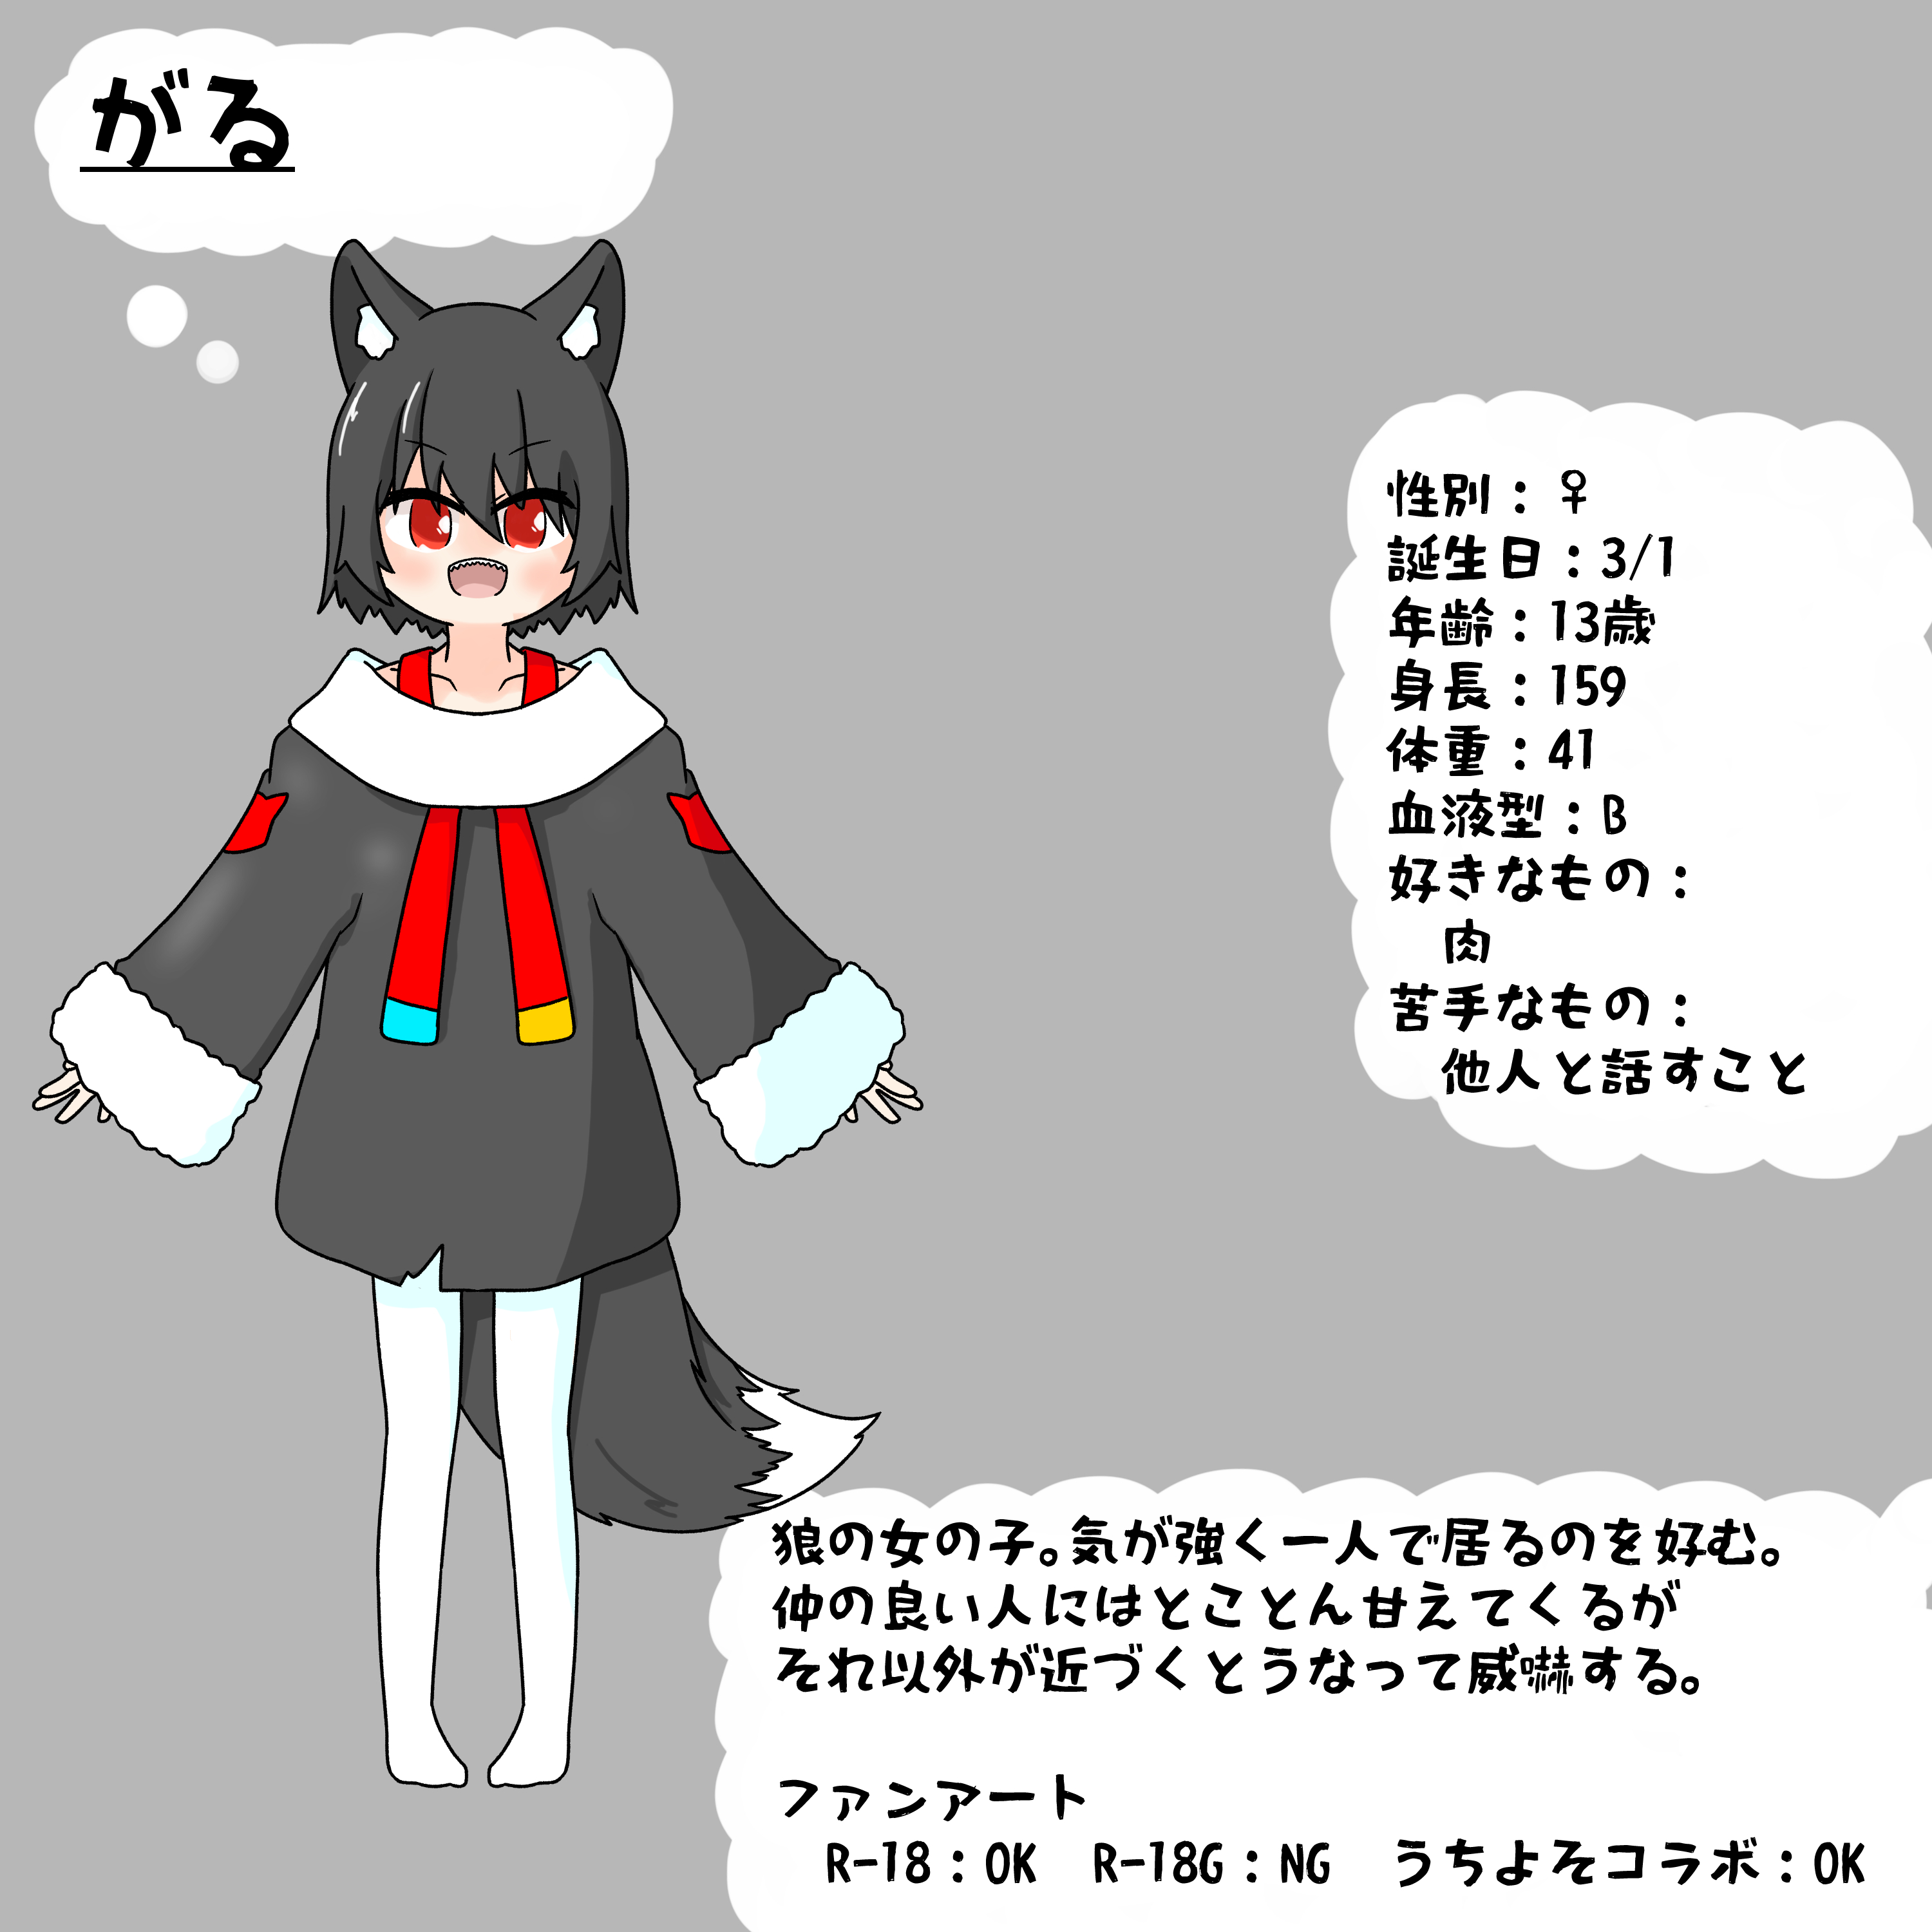 がる
性別：♀
誕生日：3/1
年齢：13歳
身長：159
体重：41
血液型：B
好きなもの：
肉
苦手なもの：
他人と話すこと
狼の女の子。気が強く一人で居るのを好む。
仲の良い人にはとことん甘えてくるが
それ以外が近づくとうなって威嚇する。
ファンアート
R-18：OK　R-18G：NG　うちよそコラボ：OK